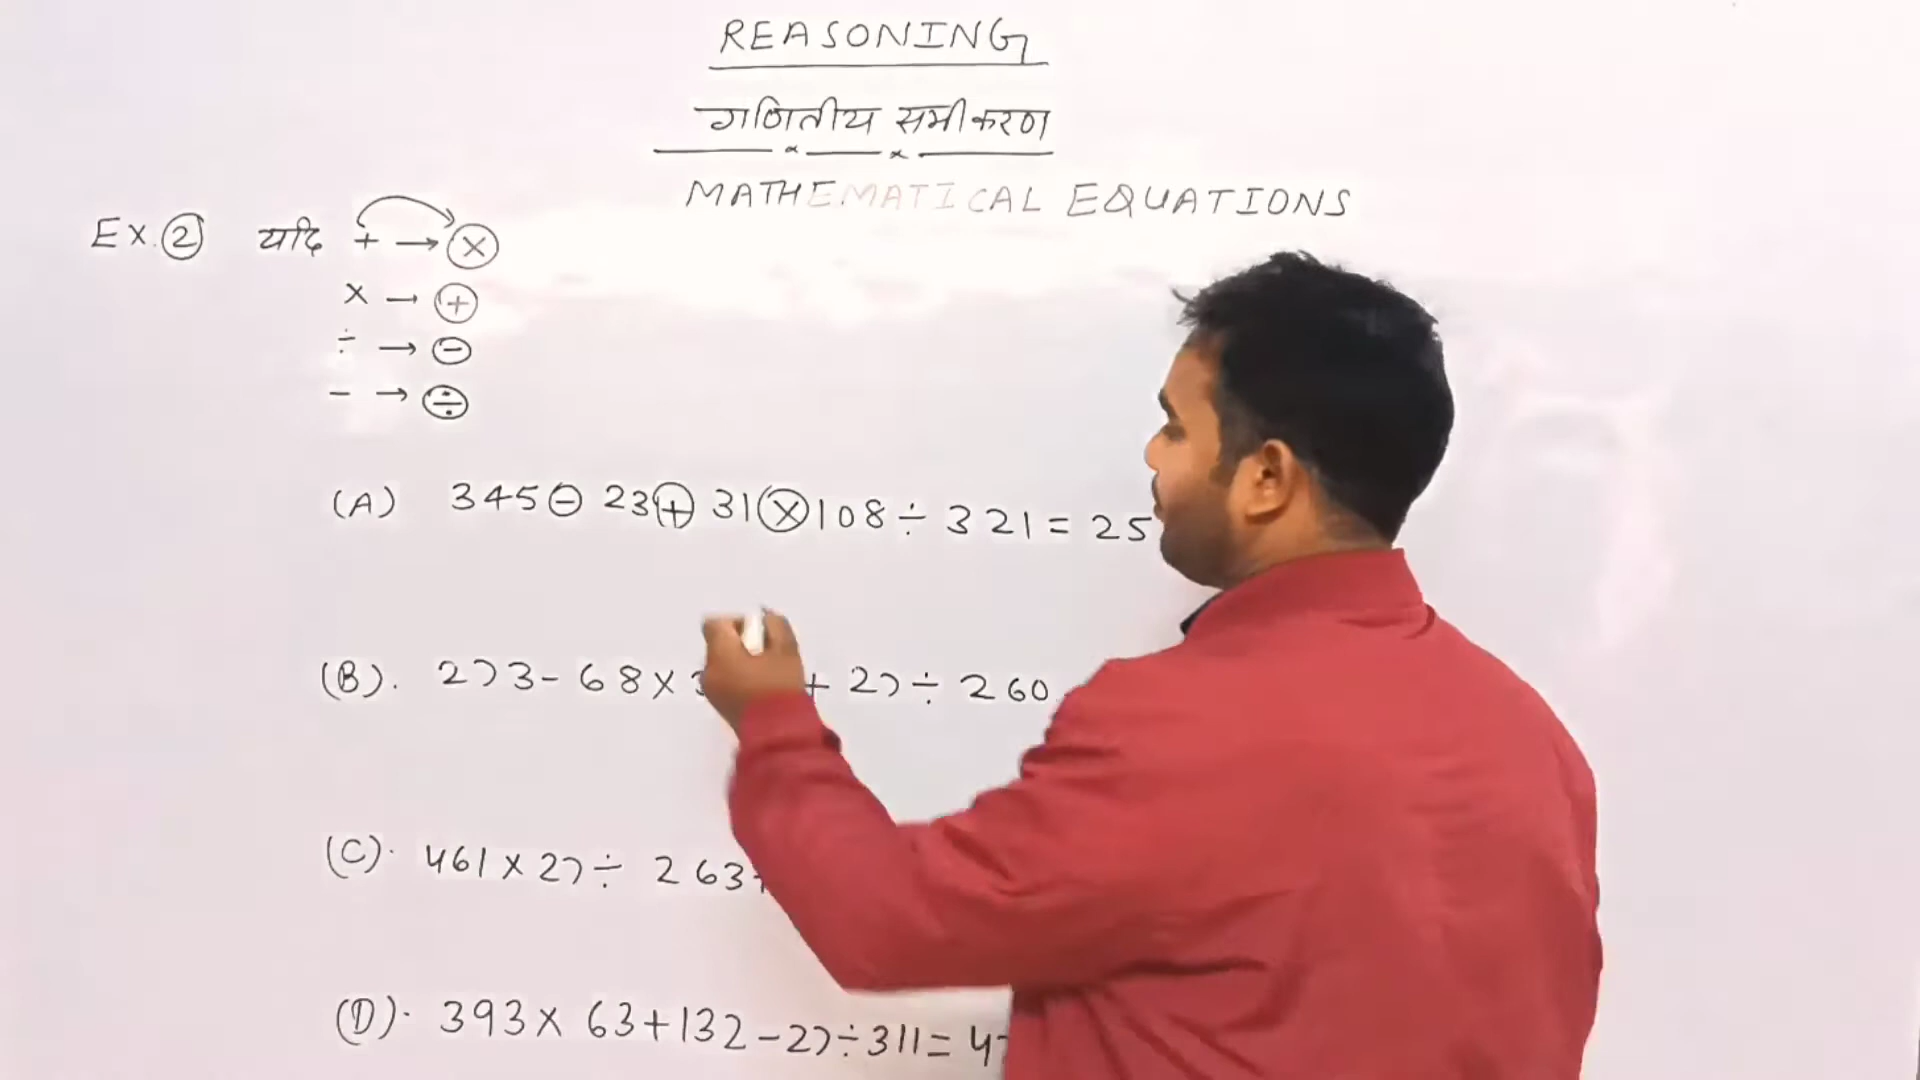 REASONING
गणितीय समीकरण
MATHEMATICAL EQUATIONS
Ex. ② यदि + → ⊗
× → ⊕
÷ → ⊖
- → ÷
(A) 345 ⊖ 23 ⊕ 31 ⊗ 108 ÷ 321 = 25
(B). 273 - 68 × + 27 ÷ 260
(C). 461 × 27 ÷ 263
(D). 393 × 63 + 132 - 27 ÷ 311 = 4